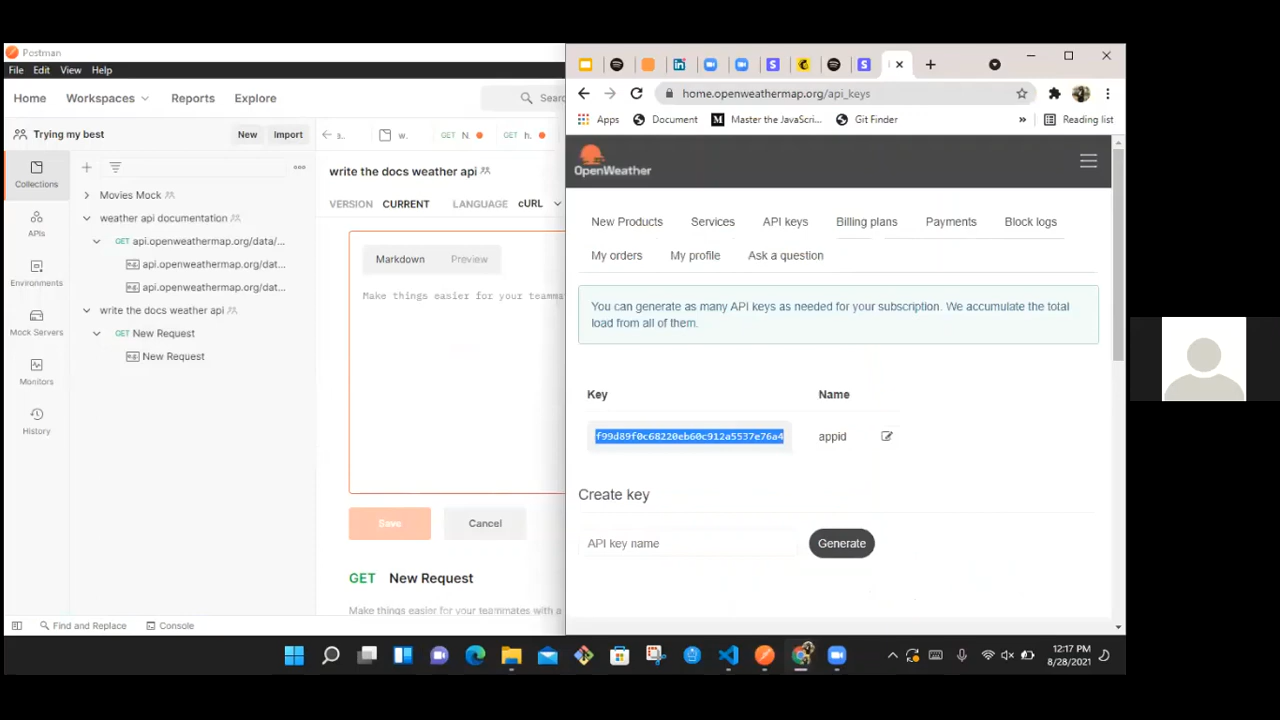 Postman
File Edit View Help
Home Workspaces Reports Explore
Trying my best New Import
Collections
APIs
Environments
Mock Servers
Monitors
History
Movies Mock
weather api documentation
GET api.openweathermap.org/data/...
api.openweathermap.org/dat...
api.openweathermap.org/dat...
write the docs weather api
GET New Request
New Request
Find and Replace Console
GET N. GET h.
write the docs weather api
VERSION CURRENT LANGUAGE cURL
Markdown Preview
Make things easier for your teammat
Save Cancel
GET New Request
Make things easier for your teammates with a
home.openweathermap.org/api_keys
Apps Document Master the JavaScri... Git Finder » Reading list
OpenWeather
New Products Services API keys Billing plans Payments Block logs
My orders My profile Ask a question
You can generate as many API keys as needed for your subscription. We accumulate the total
load from all of them.
Key Name
f99d89f0c68220eb60c912a5537e76a4 appid
Create key
API key name Generate
12:17 PM
8/28/2021